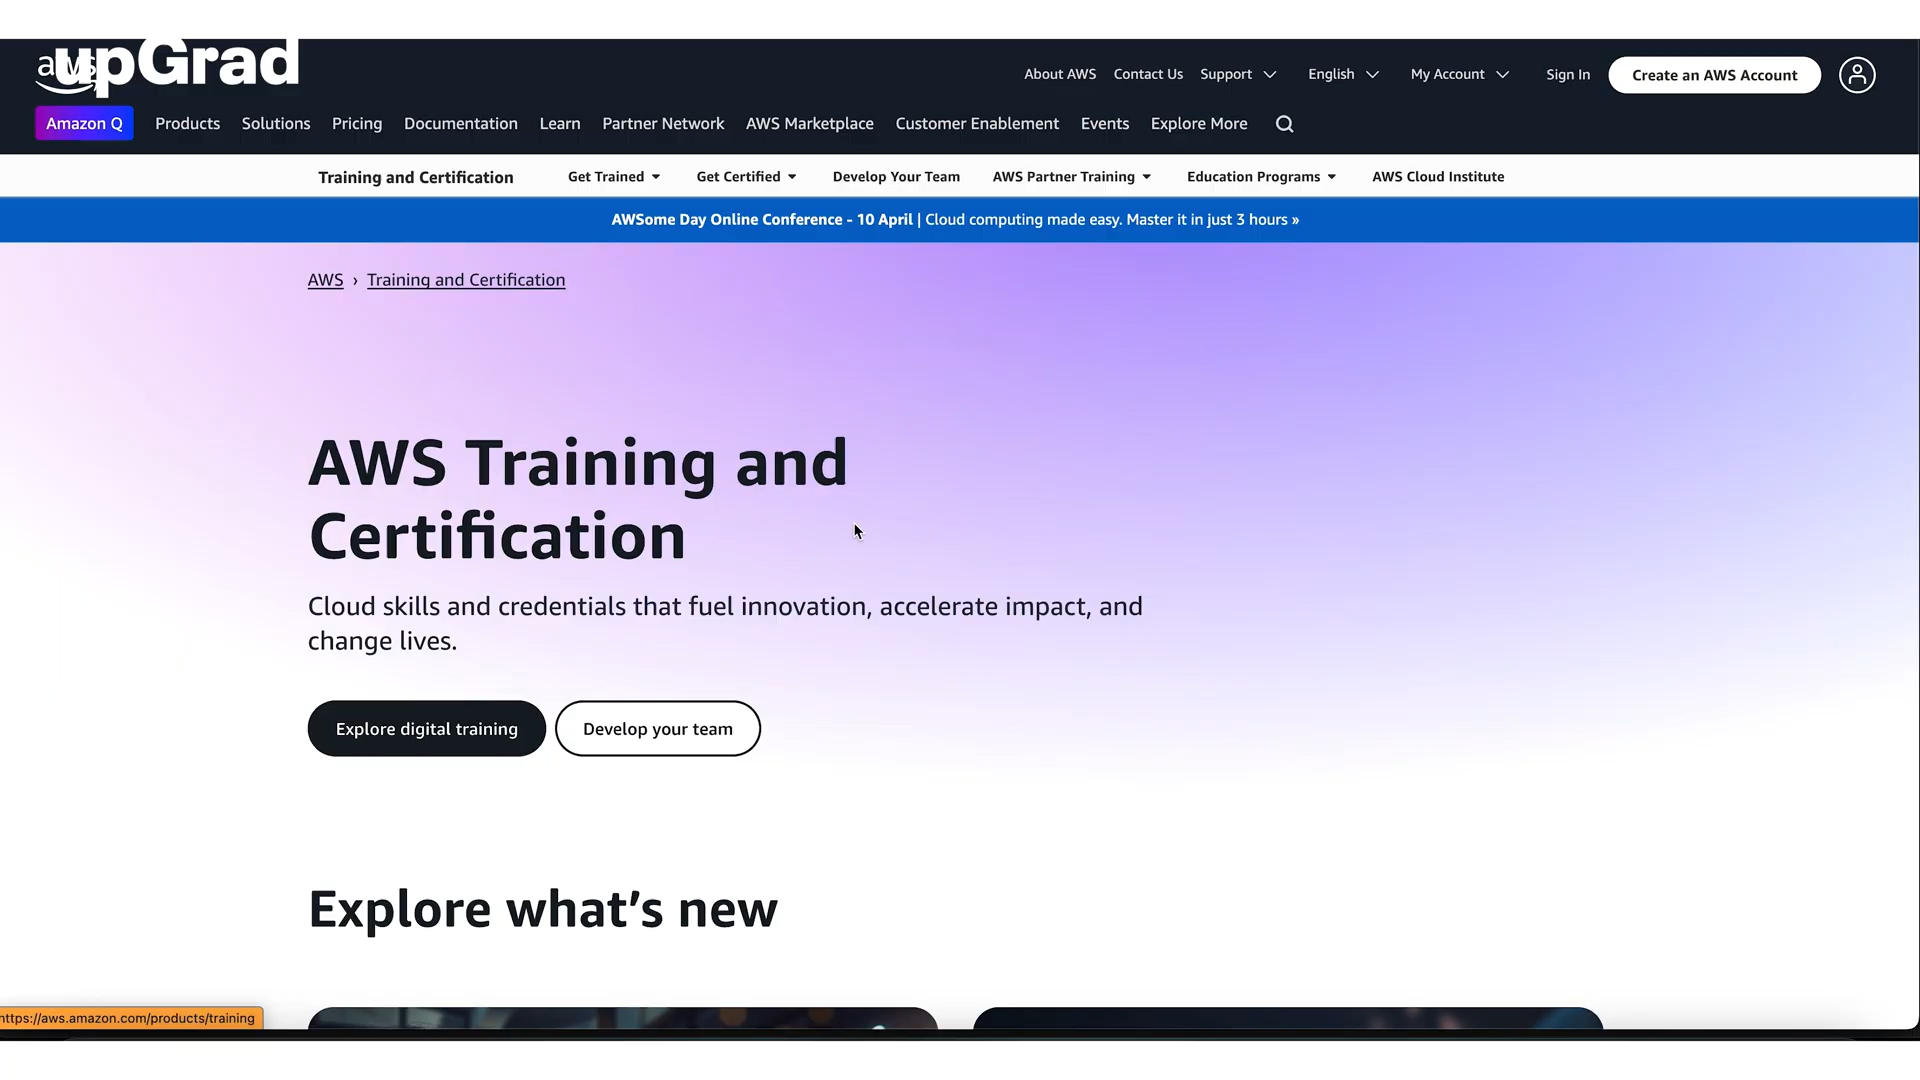 aws
upGrad
About AWS Contact Us Support English My Account Sign In Create an AWS Account
Amazon Q Products Solutions Pricing Documentation Learn Partner Network AWS Marketplace Customer Enablement Events Explore More
Training and Certification Get Trained Get Certified Develop Your Team AWS Partner Training Education Programs AWS Cloud Institute
AWSome Day Online Conference - 10 April | Cloud computing made easy. Master it in just 3 hours »
AWS › Training and Certification
AWS Training and
Certification
Cloud skills and credentials that fuel innovation, accelerate impact, and
change lives.
Explore digital training Develop your team
Explore what’s new
https://aws.amazon.com/products/training